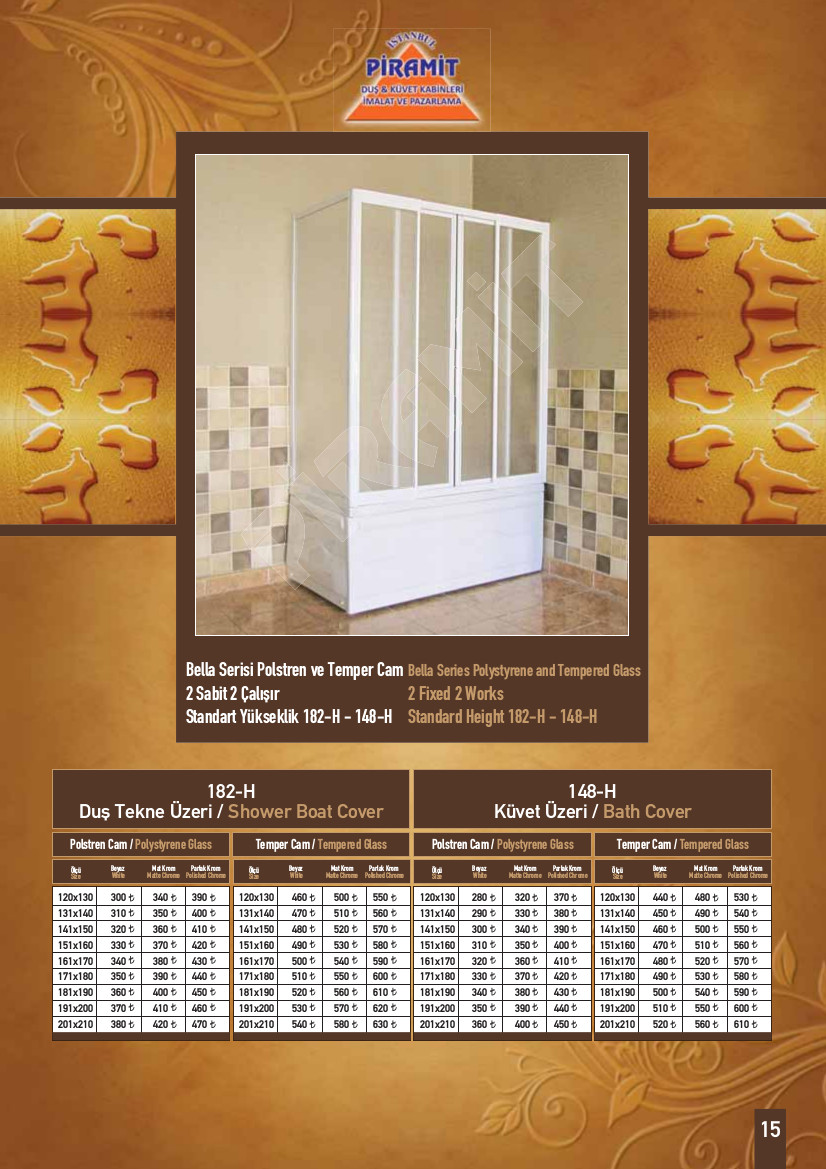 İSTANBUL
PİRAMİT
DUŞ & KÜVET KABİNLERİ
İMALAT VE PAZARLAMA
PİRAMİT
Bella Serisi Polstren ve Temper Cam Bella Series Polystyrene and Tempered Glass
2 Sabit 2 Çalışır 2 Fixed 2 Works
Standart Yükseklik 182-H - 148-H Standard Height 182-H - 148-H
182-H
Duş Tekne Üzeri / Shower Boat Cover
148-H
Küvet Üzeri / Bath Cover
Polstren Cam / Polystyrene Glass Temper Cam / Tempered Glass Polstren Cam / Polystyrene Glass Temper Cam / Tempered Glass
Ölçü Beyaz Mat Krom Parlak Krom Ölçü Beyaz Mat Krom Parlak Krom Ölçü Beyaz Mat Krom Parlak Krom Ölçü Beyaz Mat Krom Parlak Krom
Size White Matte Chrome Polished Chrome Size White Matte Chrome Polished Chrome Size White Matte Chrome Polished Chrome Size White Matte Chrome Polished Chrome
120x130 300 ₺ 340 ₺ 390 ₺ 120x130 460 ₺ 500 ₺ 550 ₺ 120x130 280 ₺ 320 ₺ 370 ₺ 120x130 440 ₺ 480 ₺ 530 ₺
131x140 310 ₺ 350 ₺ 400 ₺ 131x140 470 ₺ 510 ₺ 560 ₺ 131x140 290 ₺ 330 ₺ 380 ₺ 131x140 450 ₺ 490 ₺ 540 ₺
141x150 320 ₺ 360 ₺ 410 ₺ 141x150 480 ₺ 520 ₺ 570 ₺ 141x150 300 ₺ 340 ₺ 390 ₺ 141x150 460 ₺ 500 ₺ 550 ₺
151x160 330 ₺ 370 ₺ 420 ₺ 151x160 490 ₺ 530 ₺ 580 ₺ 151x160 310 ₺ 350 ₺ 400 ₺ 151x160 470 ₺ 510 ₺ 560 ₺
161x170 340 ₺ 380 ₺ 430 ₺ 161x170 500 ₺ 540 ₺ 590 ₺ 161x170 320 ₺ 360 ₺ 410 ₺ 161x170 480 ₺ 520 ₺ 570 ₺
171x180 350 ₺ 390 ₺ 440 ₺ 171x180 510 ₺ 550 ₺ 600 ₺ 171x180 330 ₺ 370 ₺ 420 ₺ 171x180 490 ₺ 530 ₺ 580 ₺
181x190 360 ₺ 400 ₺ 450 ₺ 181x190 520 ₺ 560 ₺ 610 ₺ 181x190 340 ₺ 380 ₺ 430 ₺ 181x190 500 ₺ 540 ₺ 590 ₺
191x200 370 ₺ 410 ₺ 460 ₺ 191x200 530 ₺ 570 ₺ 620 ₺ 191x200 350 ₺ 390 ₺ 440 ₺ 191x200 510 ₺ 550 ₺ 600 ₺
201x210 380 ₺ 420 ₺ 470 ₺ 201x210 540 ₺ 580 ₺ 630 ₺ 201x210 360 ₺ 400 ₺ 450 ₺ 201x210 520 ₺ 560 ₺ 610 ₺
15